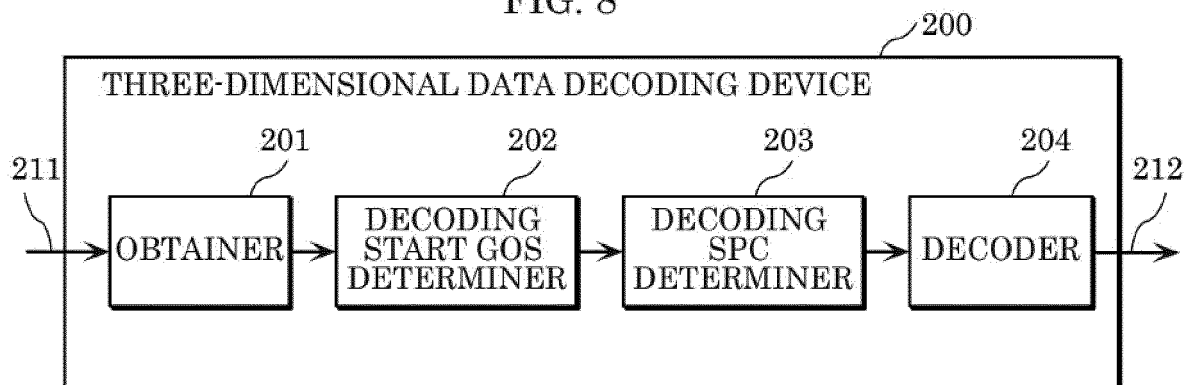 FIG. 8
200
THREE-DIMENSIONAL DATA DECODING DEVICE
201
202
203
204
211
212
OBTAINER
DECODING
START GOS
DETERMINER
DECODING
SPC
DETERMINER
DECODER